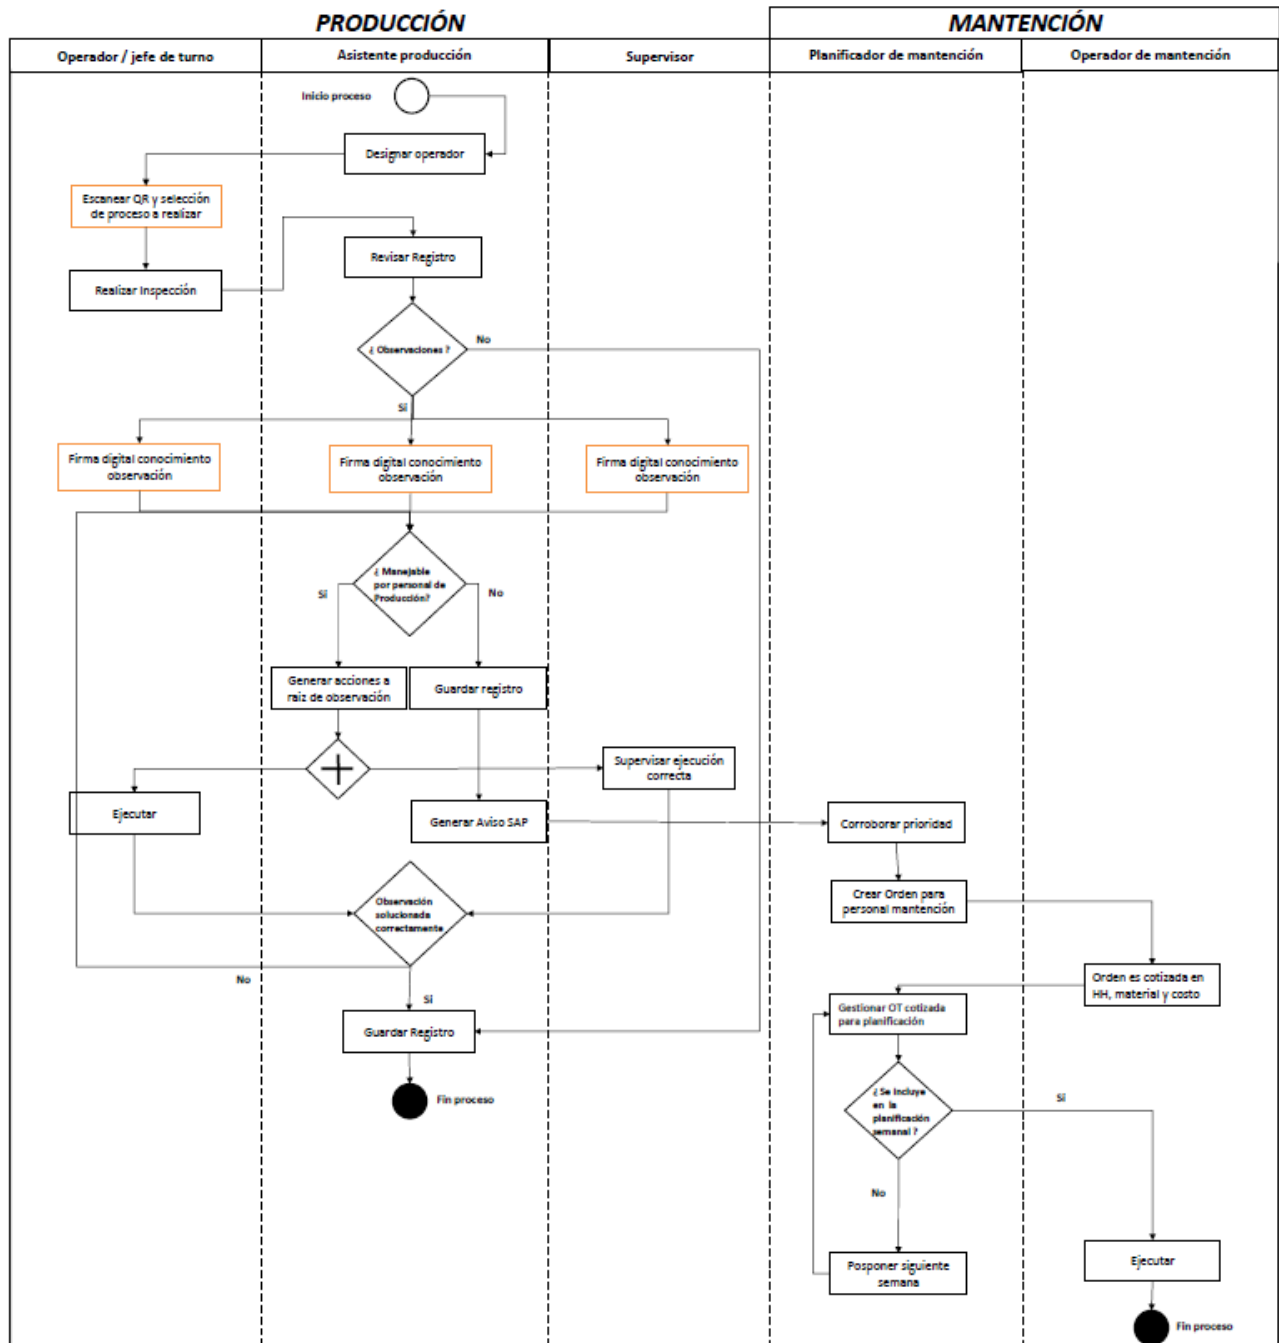 PRODUCCIÓN
MANTENCIÓN
Operador / jefe de turno
Asistente producción
Supervisor
Planificador de mantención
Operador de mantención
Inicio proceso
Designar operador
Escanear QR y selección
de proceso a realizar
Revisar Registro
Realizar Inspección
¿ Observaciones ?
No
Sí
Firma digital conocimiento
observación
Firma digital conocimiento
observación
Firma digital conocimiento
observación
¿ Manejable
por personal de
Producción?
Sí
No
Generar acciones a
raiz de observación
Guardar registro
Supervisar ejecución
correcta
Ejecutar
Generar Aviso SAP
Corroborar prioridad
Crear Orden para
personal mantención
Observación
solucionada
correctamente
No
Sí
Orden es cotizada en
HH, material y costo
Gestionar OT cotizada
para planificación
Guardar Registro
Fin proceso
¿ Se incluye
en la
planificación
semanal ?
Sí
No
Posponer siguiente
semana
Ejecutar
Fin proceso